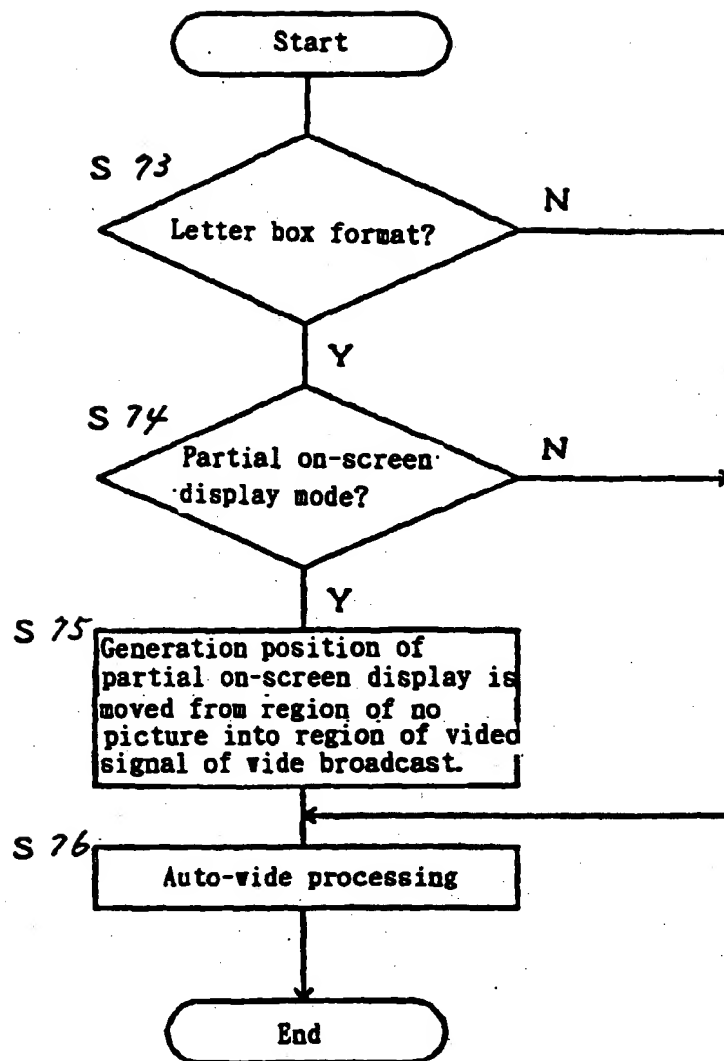 Start
S 73
Letter box format?
N
Y
S 74
Partial on-screen
display mode?
N
Y
S 75
Generation position of
partial on-screen display is
moved from region of no
picture into region of video
signal of wide broadcast.
S 76
Auto-wide processing
End